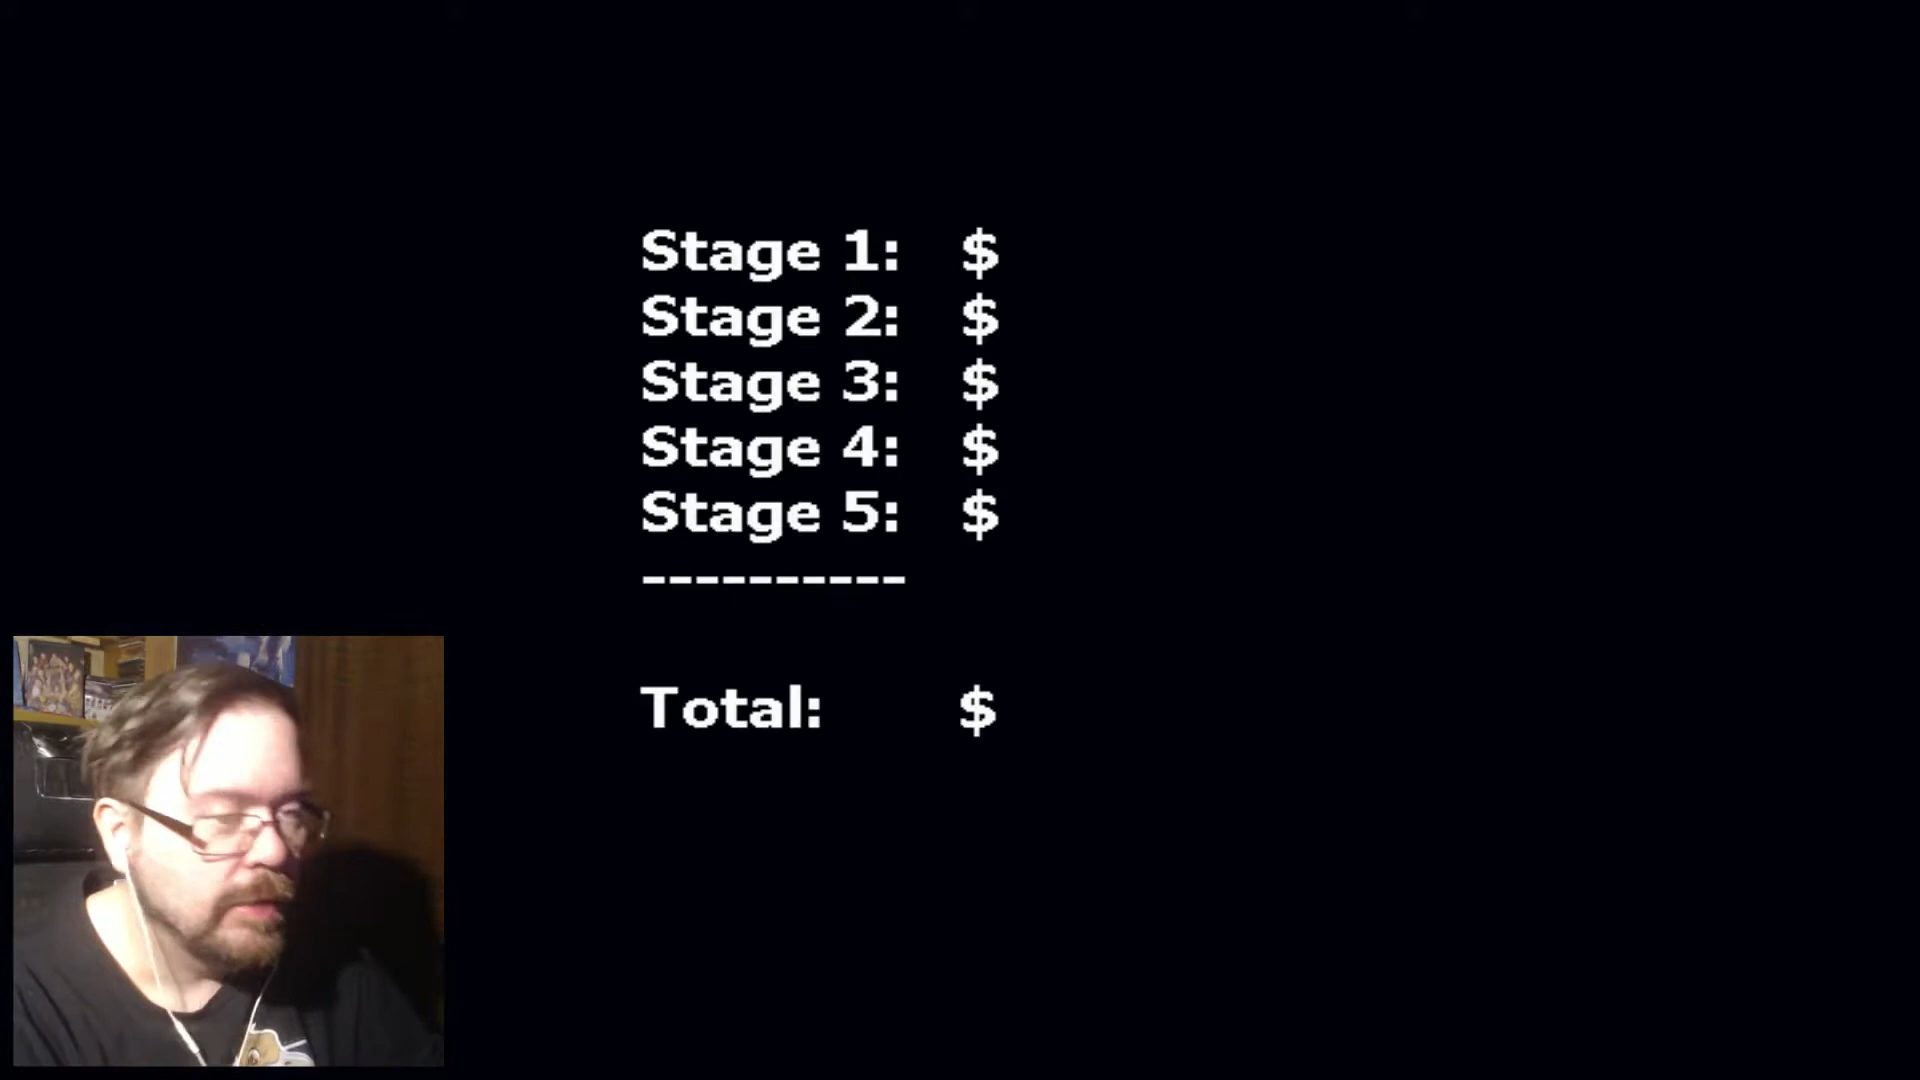 Stage 1: $
Stage 2: $
Stage 3: $
Stage 4: $
Stage 5: $
----------
Total: $